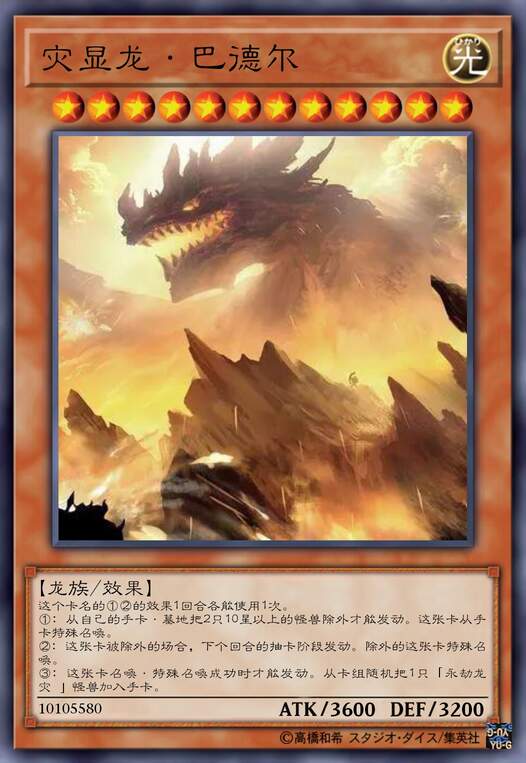 灾显龙·巴德尔
ひかり
光
【龙族/效果】
这个卡名的①②的效果1回合各能使用1次。
①：从自己的手卡·墓地把2只10星以上的怪兽除外才能发动。这张卡从手
卡特殊召唤。
②：这张卡被除外的场合，下个回合的抽卡阶段发动。除外的这张卡特殊召
唤。
③：这张卡召唤·特殊召唤成功时才能发动。从卡组随机把1只「永劫龙
灾 」怪兽加入手卡。
10105580
ATK/3600 DEF/3200
©高橋和希 スタジオ・ダイス/集英社
YU-G